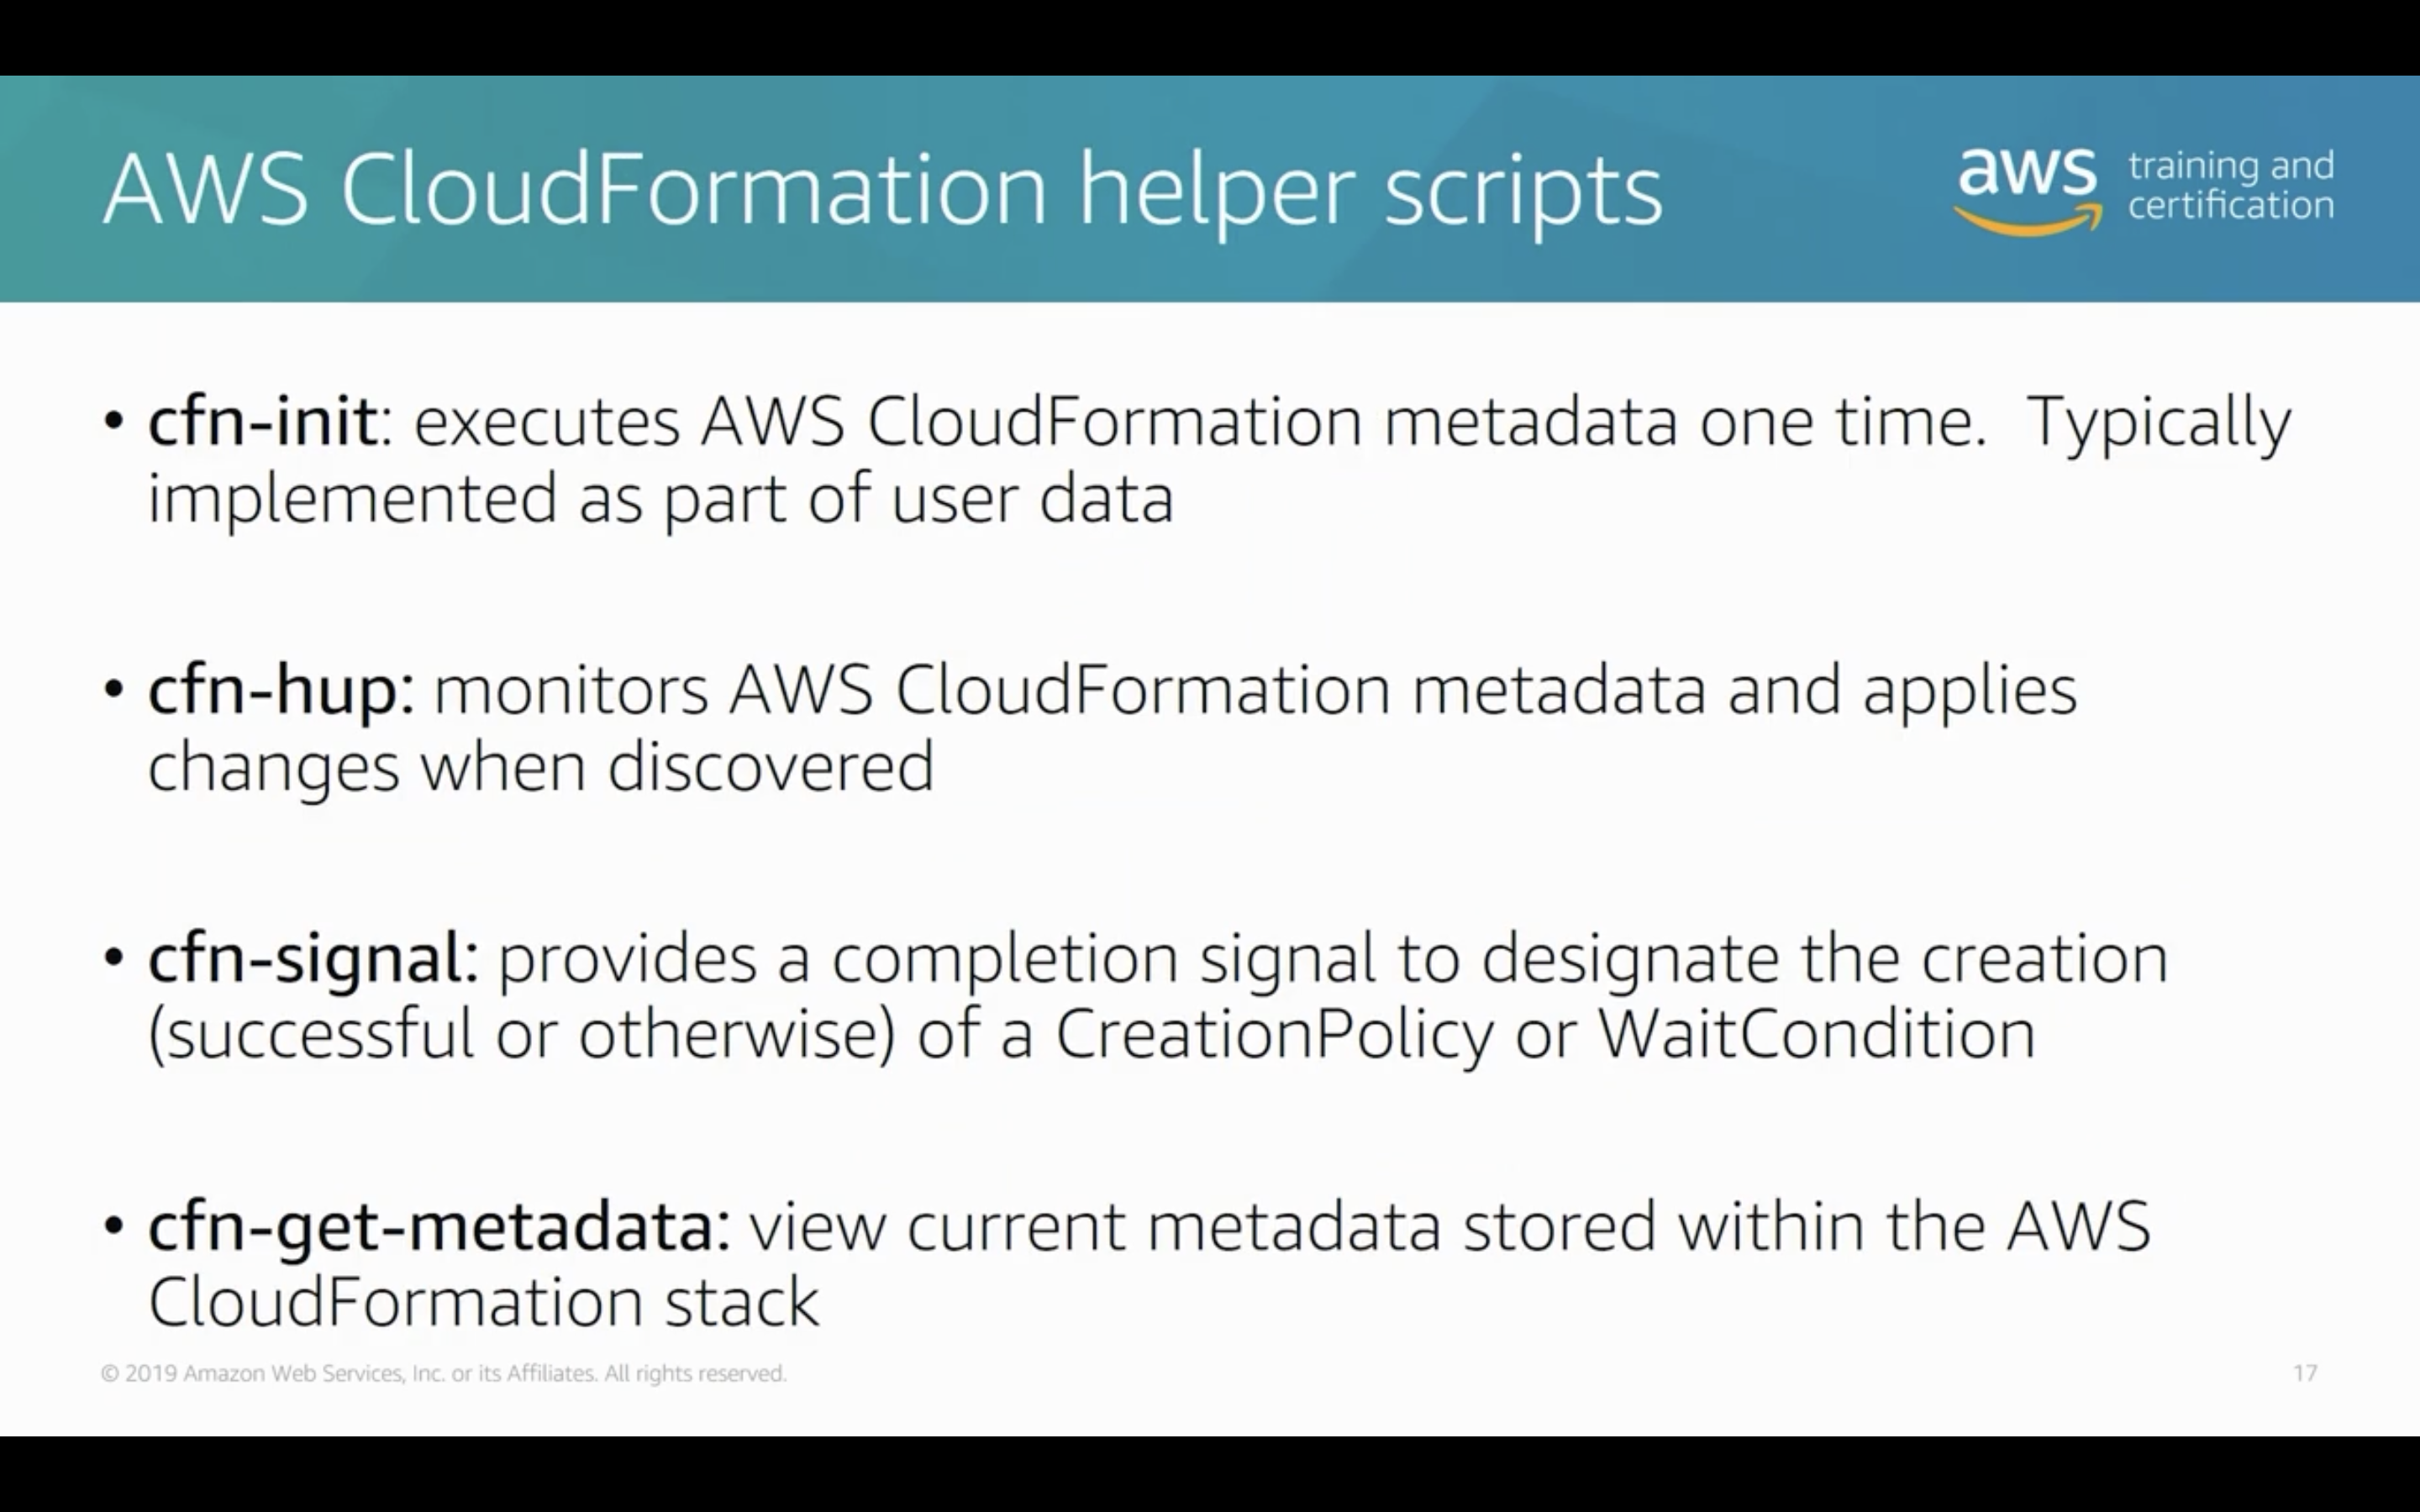 AWS CloudFormation helper scripts
aws training and
certification
• cfn-init: executes AWS CloudFormation metadata one time.  Typically
implemented as part of user data
• cfn-hup: monitors AWS CloudFormation metadata and applies
changes when discovered
• cfn-signal: provides a completion signal to designate the creation
(successful or otherwise) of a CreationPolicy or WaitCondition
• cfn-get-metadata: view current metadata stored within the AWS
CloudFormation stack
© 2019 Amazon Web Services, Inc. or its Affiliates. All rights reserved.
17